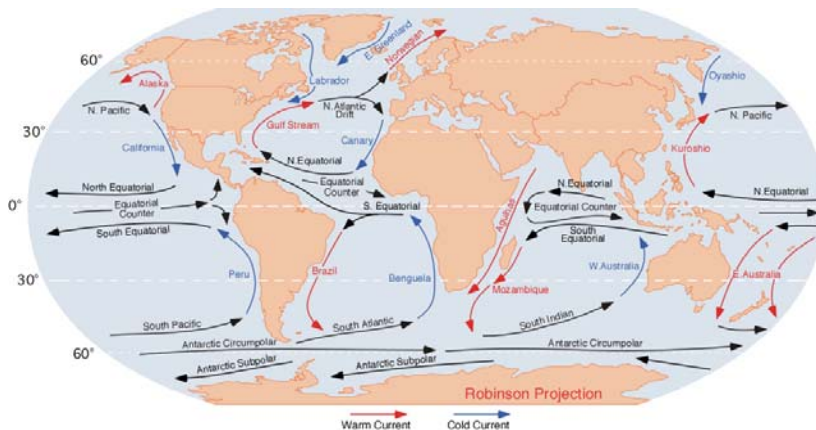 60°
30°
0°
30°
60°
Alaska
N. Pacific
California
North Equatorial
Equatorial
Counter
South Equatorial
Peru
South Pacific
Antarctic Circumpolar
Antarctic Subpolar
Labrador
E. Greenland
Norwegian
N. Atlantic
Drift
Gulf Stream
Canary
N. Equatorial
Equatorial
Counter
S. Equatorial
Brazil
Benguela
South Atlantic
Antarctic Subpolar
Agulhas
Mozambique
N. Equatorial
Equatorial Counter
South
Equatorial
W. Australia
South Indian
Antarctic Circumpolar
Oyashio
N. Pacific
Kuroshio
N. Equatorial
E. Australia
Robinson Projection
Warm Current
Cold Current